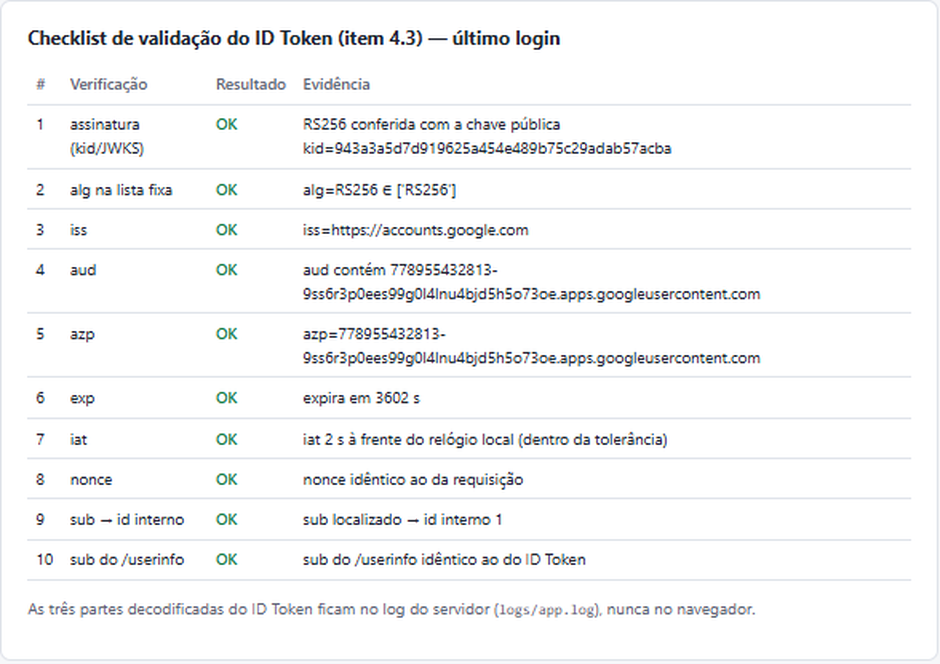 Checklist de validação do ID Token (item 4.3) — último login
# Verificação Resultado Evidência
1 assinatura OK RS256 conferida com a chave pública
(kid/JWKS) kid=943a3a5d7d919625a454e489b75c29adab57acba
2 alg na lista fixa OK alg=RS256 ∈ ['RS256']
3 iss OK iss=https://accounts.google.com
4 aud OK aud contém 778955432813-
9ss6r3p0ees99g0l4lnu4bjd5h5o73oe.apps.googleusercontent.com
5 azp OK azp=778955432813-
9ss6r3p0ees99g0l4lnu4bjd5h5o73oe.apps.googleusercontent.com
6 exp OK expira em 3602 s
7 iat OK iat 2 s à frente do relógio local (dentro da tolerância)
8 nonce OK nonce idêntico ao da requisição
9 sub → id interno OK sub localizado → id interno 1
10 sub do /userinfo OK sub do /userinfo idêntico ao do ID Token
As três partes decodificadas do ID Token ficam no log do servidor (logs/app.log), nunca no navegador.